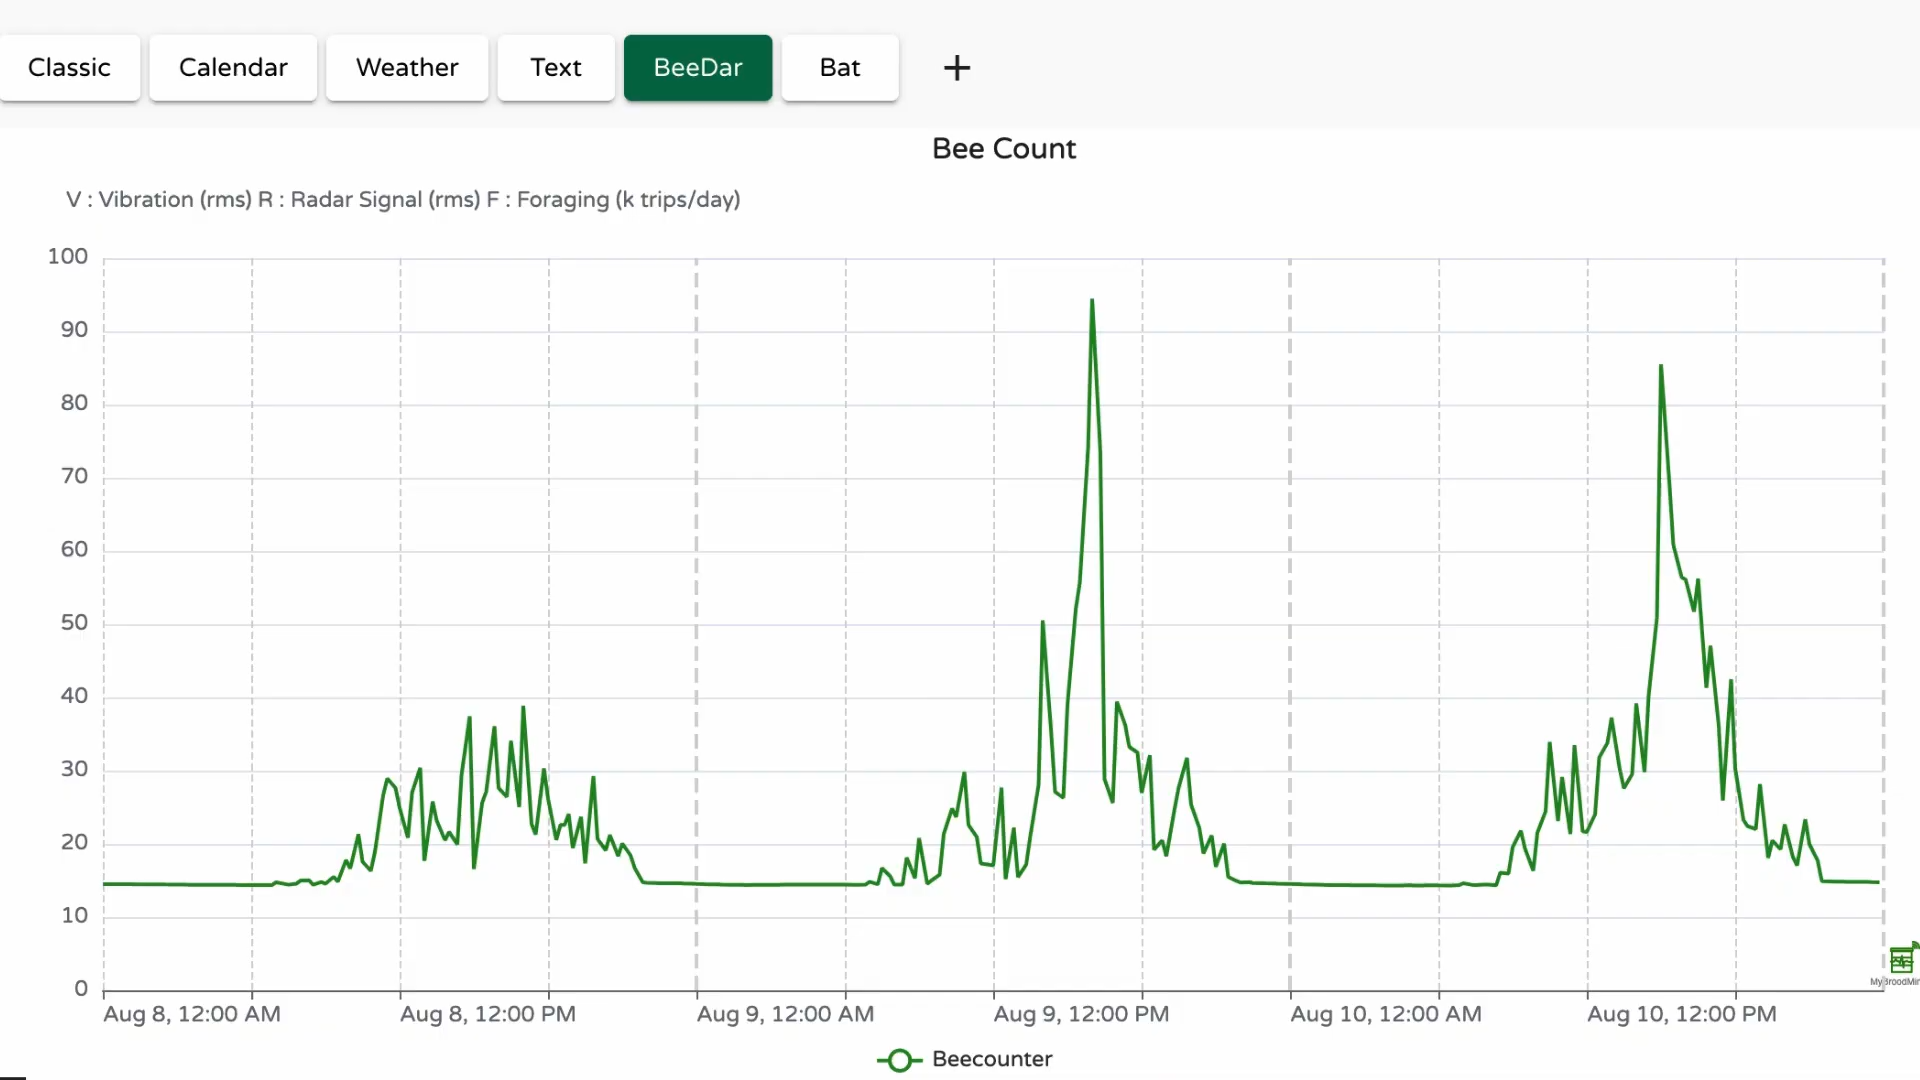 Classic Calendar Weather Text BeeDar Bat +
Bee Count
V : Vibration (rms) R : Radar Signal (rms) F : Foraging (k trips/day)
100
90
80
70
60
50
40
30
20
10
0
Aug 8, 12:00 AM Aug 8, 12:00 PM Aug 9, 12:00 AM Aug 9, 12:00 PM Aug 10, 12:00 AM Aug 10, 12:00 PM
Beecounter